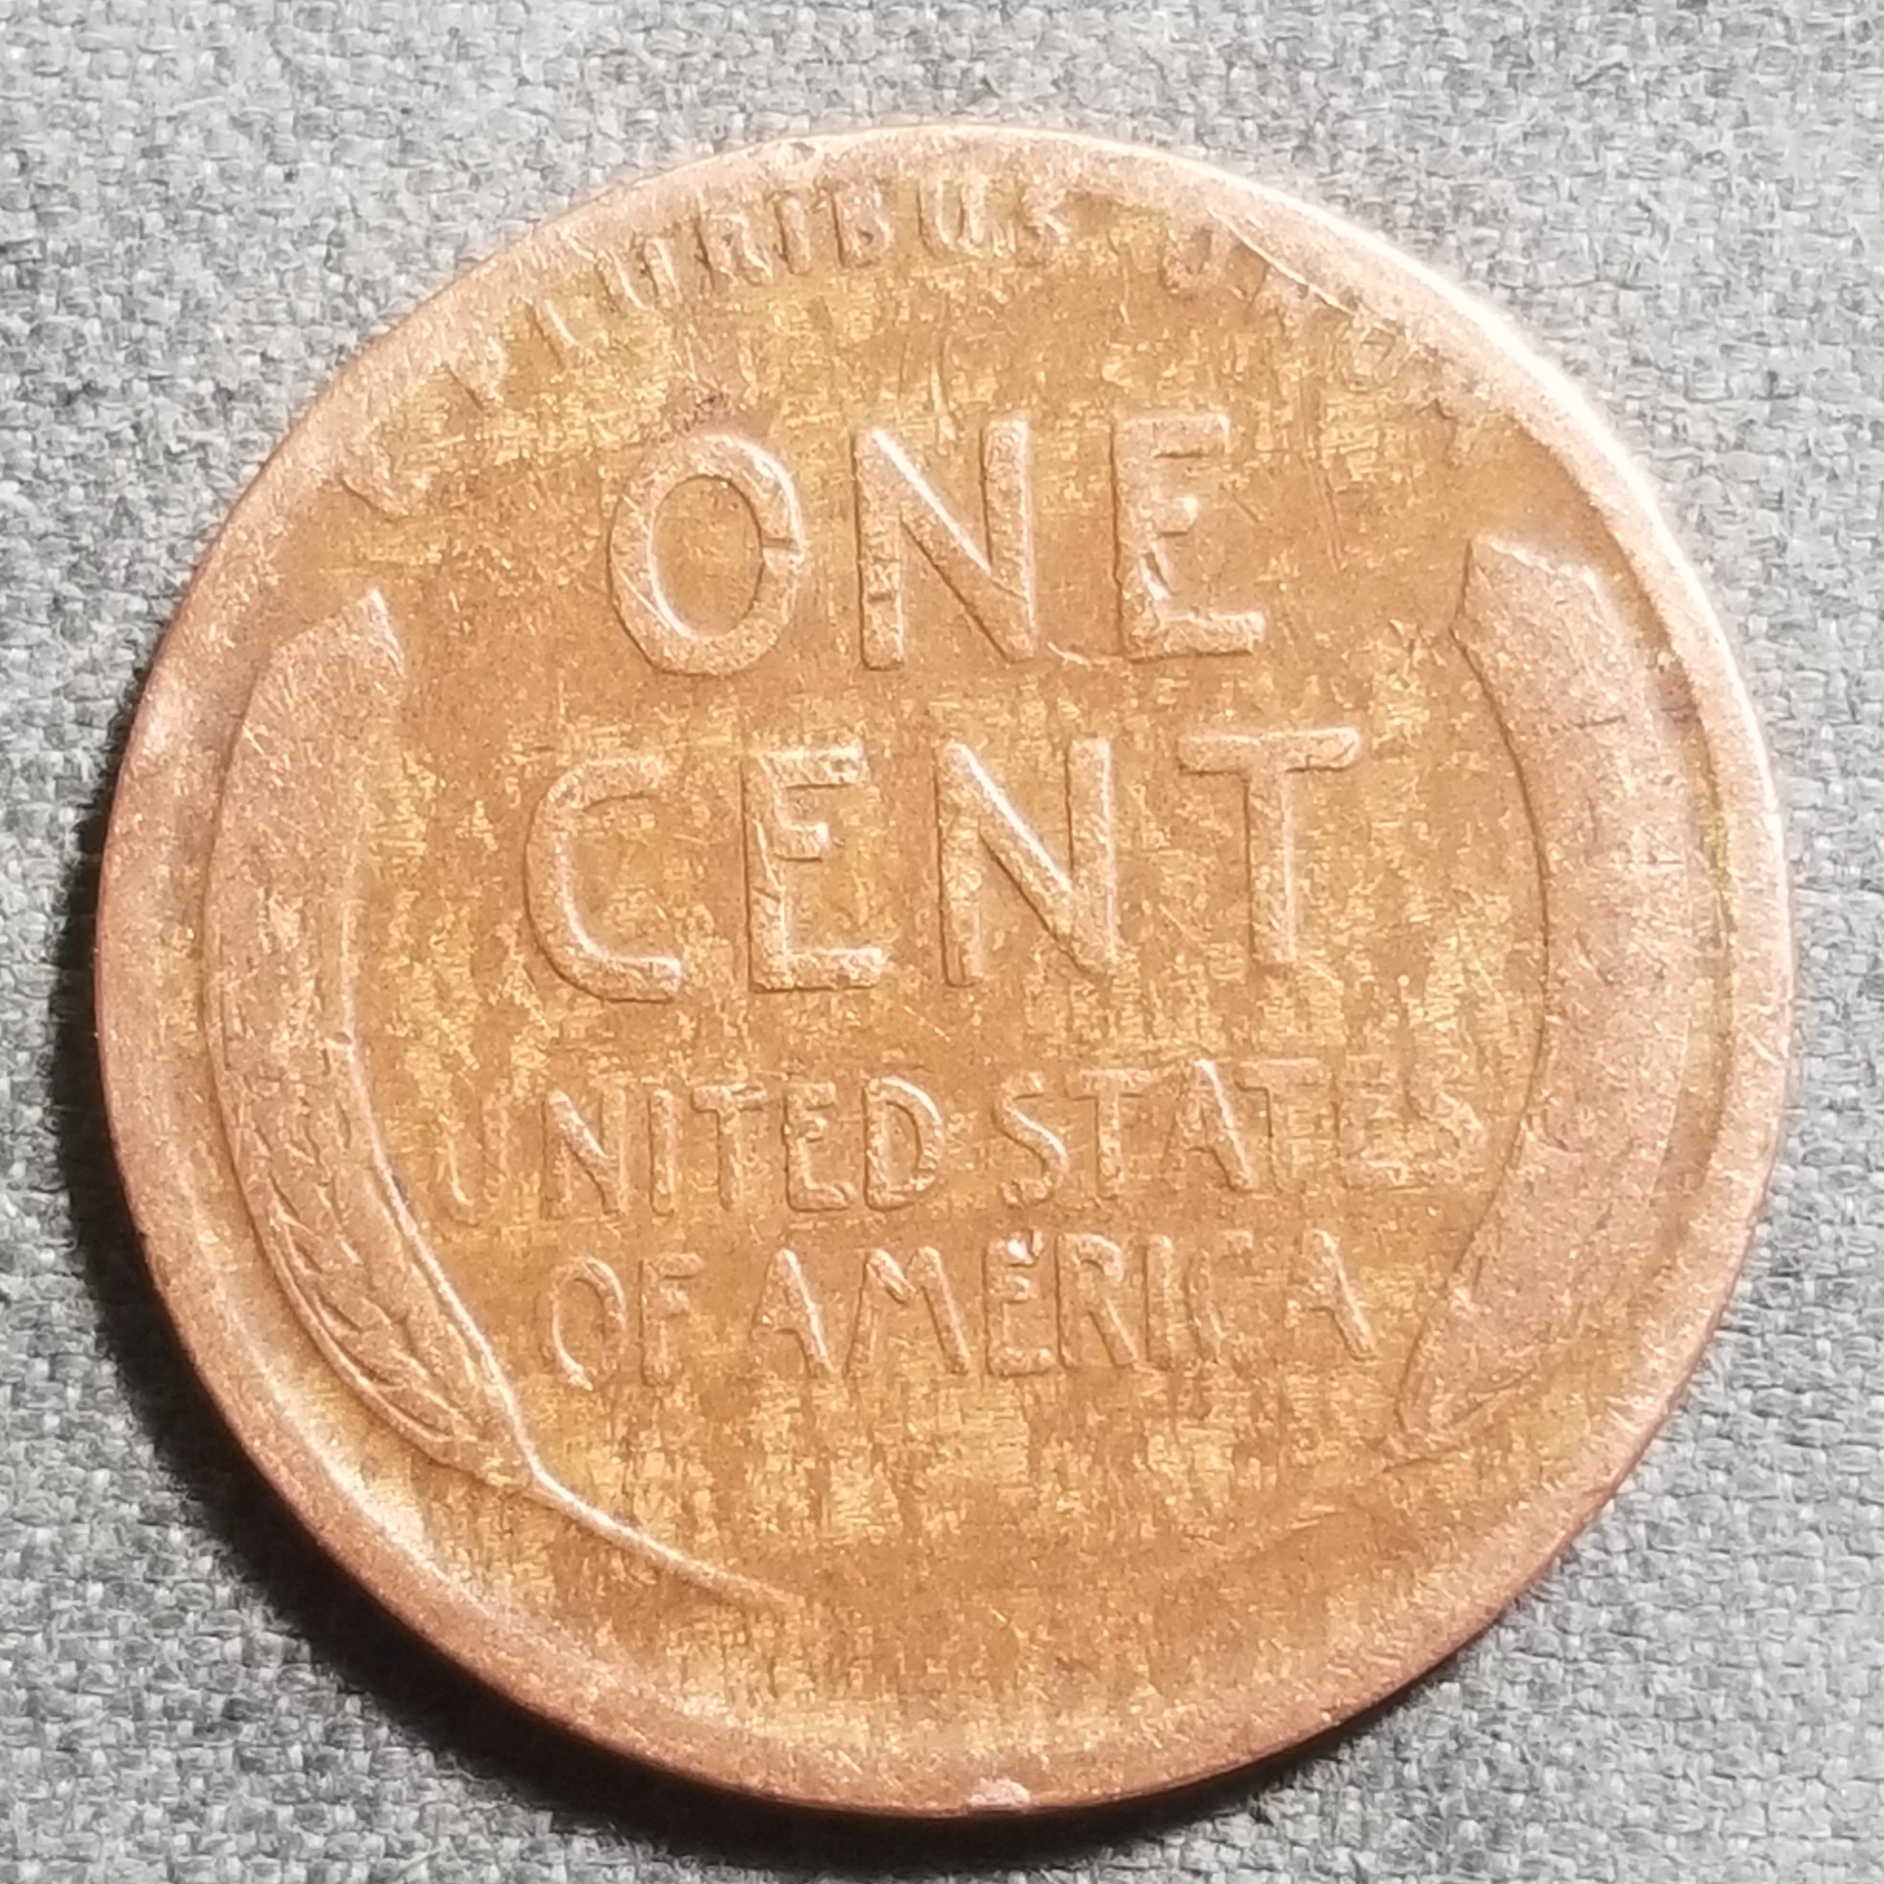 PLURIBUS
ONE
CENT
UNITED STATES
OF AMERICA